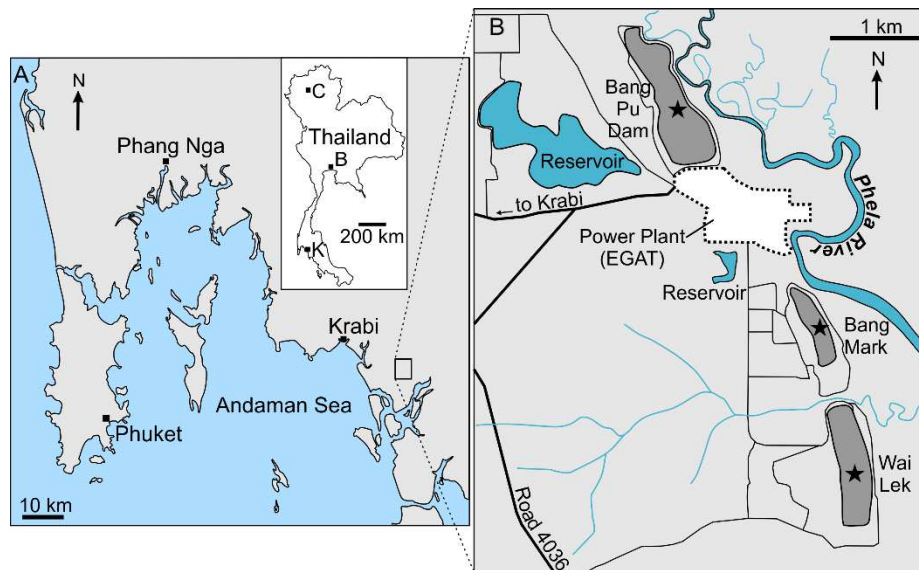 A
N
Phang Nga
Phuket
Krabi
Andaman Sea
10 km
C
Thailand
B
200 km
K
B
1 km
N
Bang
Pu
Dam
Reservoir
← to Krabi
Phela River
Power Plant
(EGAT)
Reservoir
Bang
Mark
Wai
Lek
Road 4036